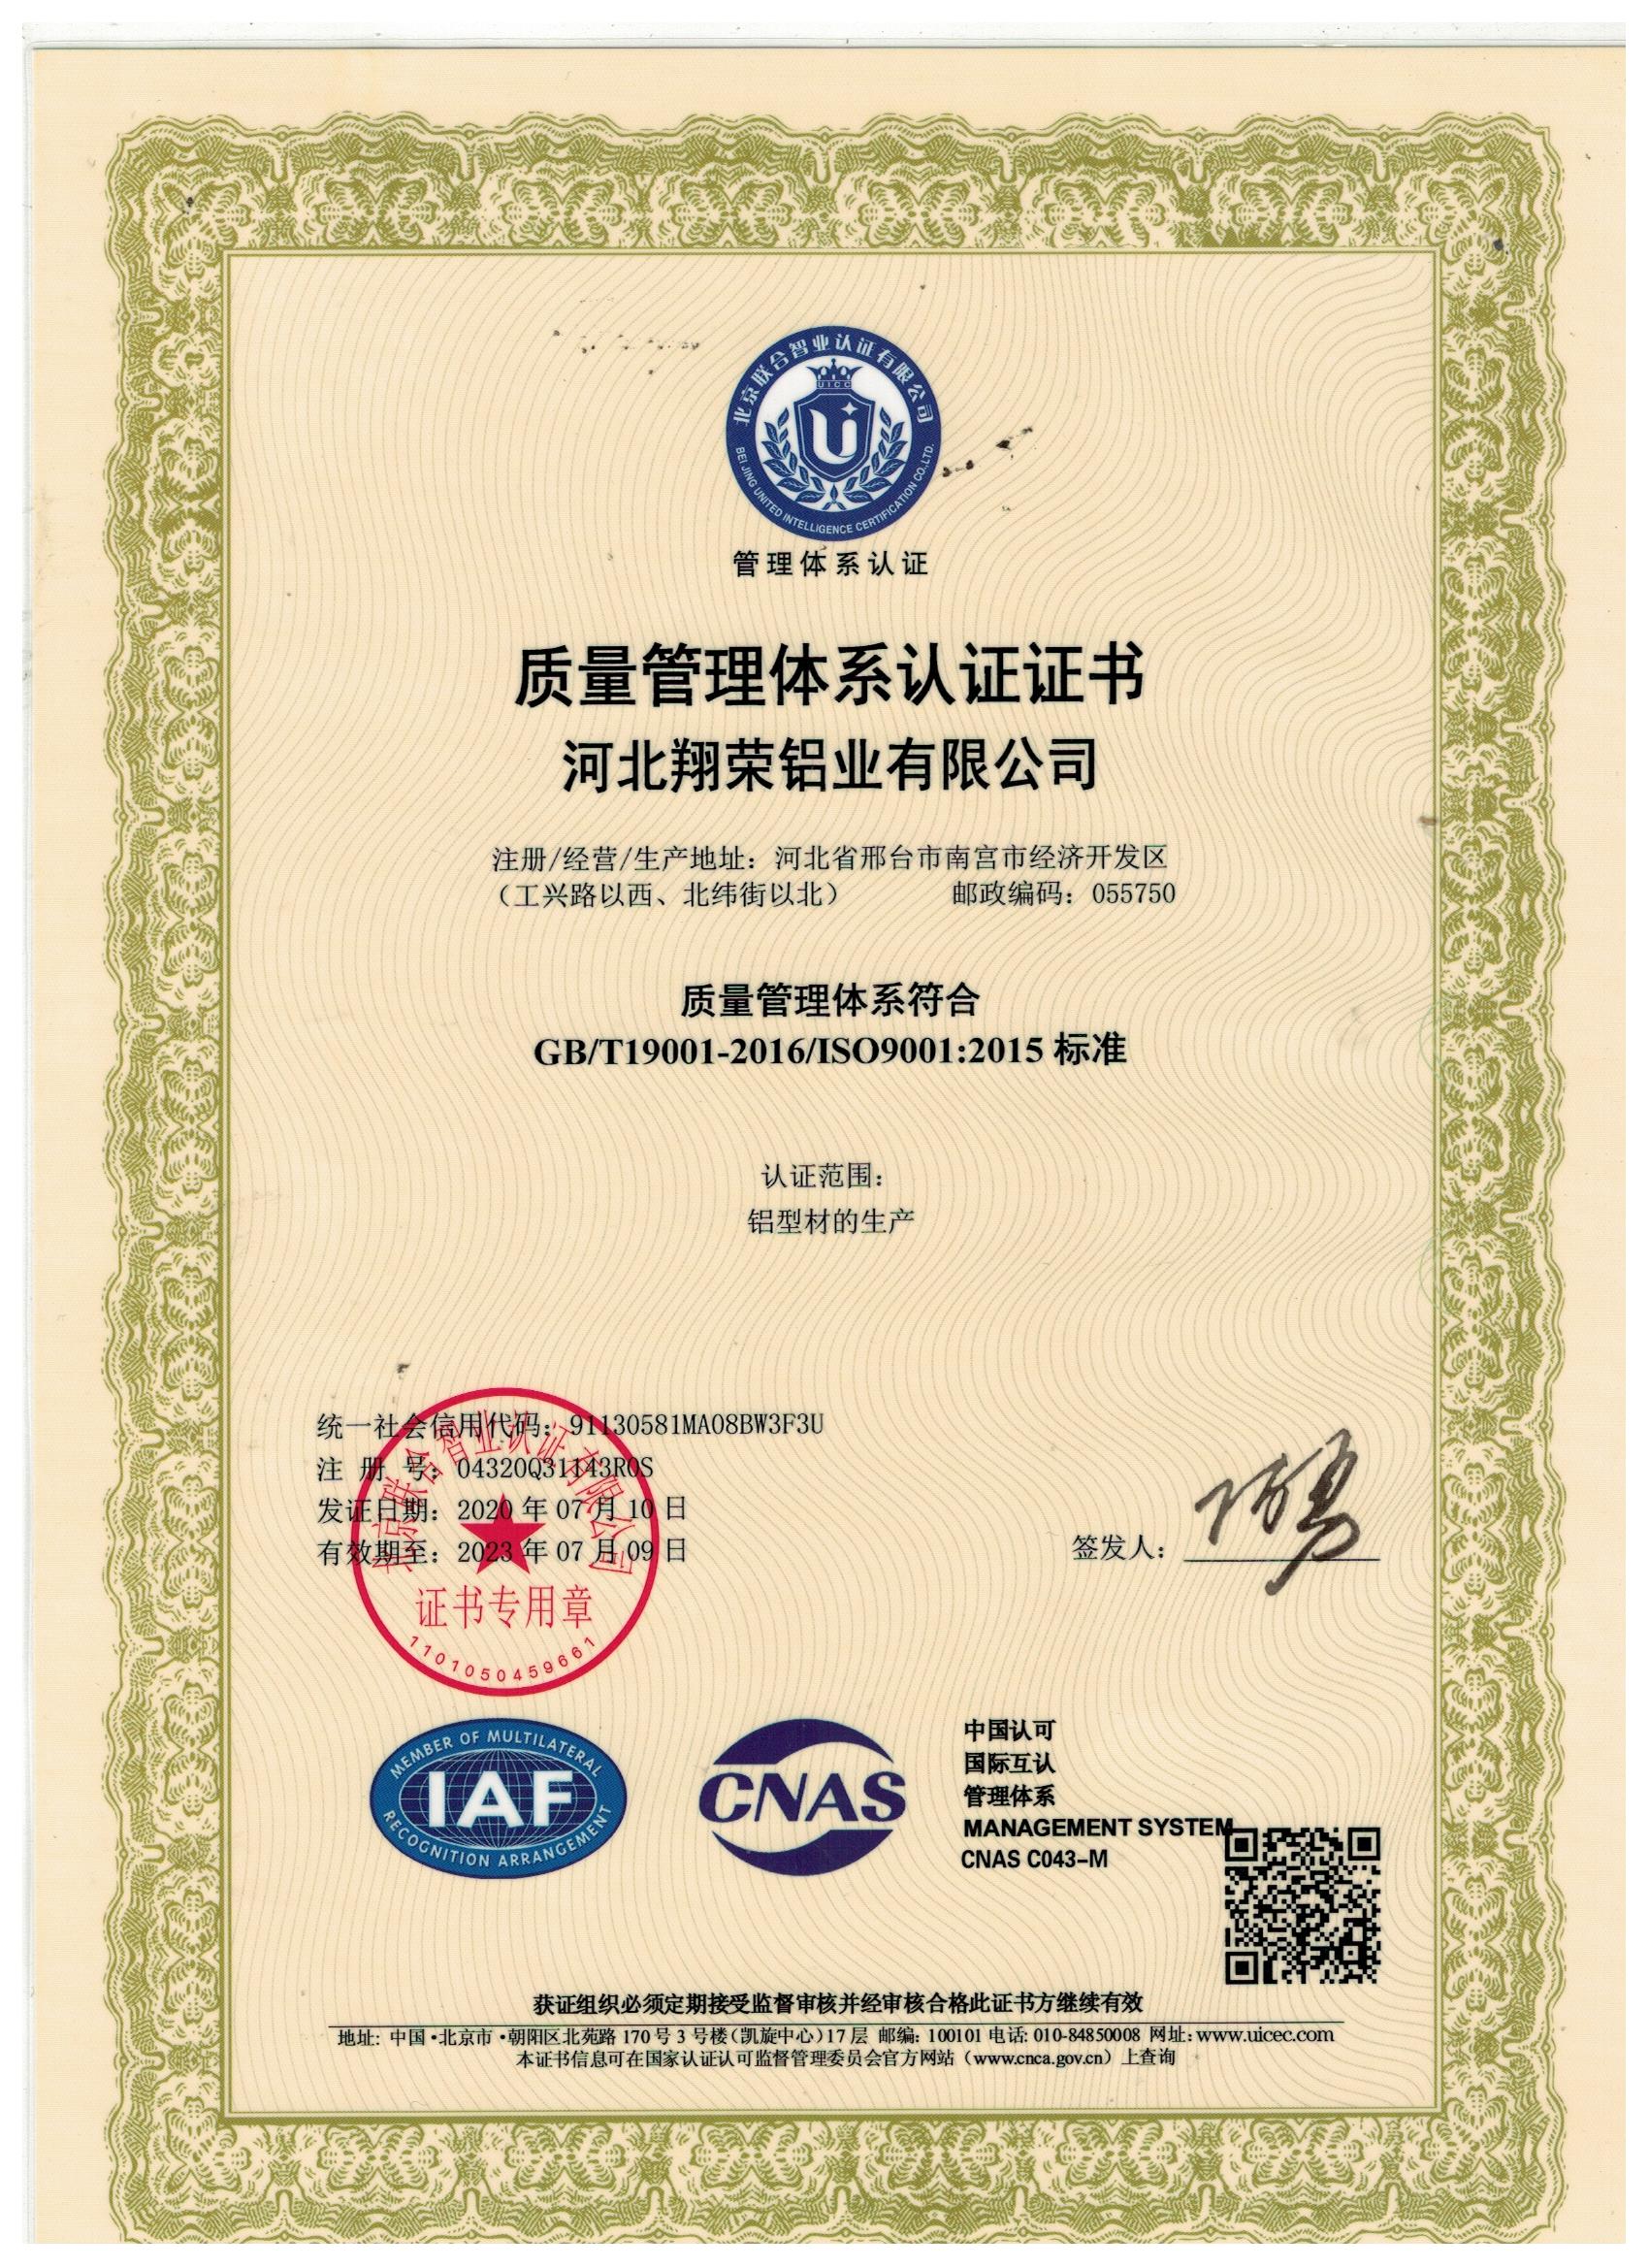 北京联合智业认证有限公司
UICC
BEI JING UNITED INTELLIGENCE CERTIFICATION CO.,LTD.
管理体系认证
质量管理体系认证证书
河北翔荣铝业有限公司
注册/经营/生产地址：河北省邢台市南宫市经济开发区
（工兴路以西、北纬街以北） 邮政编码：055750
质量管理体系符合
GB/T19001-2016/ISO9001:2015 标准
认证范围：
铝型材的生产
统一社会信用代码：91130581MA08BW3F3U
注 册 号：04320Q31143R0S
发证日期：2020 年 07 月 10 日
有效期至：2023 年 07 月 09 日
北京联合智业认证有限公司
证书专用章
1101050459661
签发人：
MEMBER OF MULTILATERAL
IAF
RECOGNITION ARRANGEMENT
CNAS
中国认可
国际互认
管理体系
MANAGEMENT SYSTEM
CNAS C043-M
获证组织必须定期接受监督审核并经审核合格此证书方继续有效
地址: 中国·北京市·朝阳区北苑路 170 号 3 号楼(凯旋中心)17 层 邮编: 100101 电话: 010-84850008 网址: www.uicec.com
本证书信息可在国家认证认可监督管理委员会官方网站（www.cnca.gov.cn）上查询